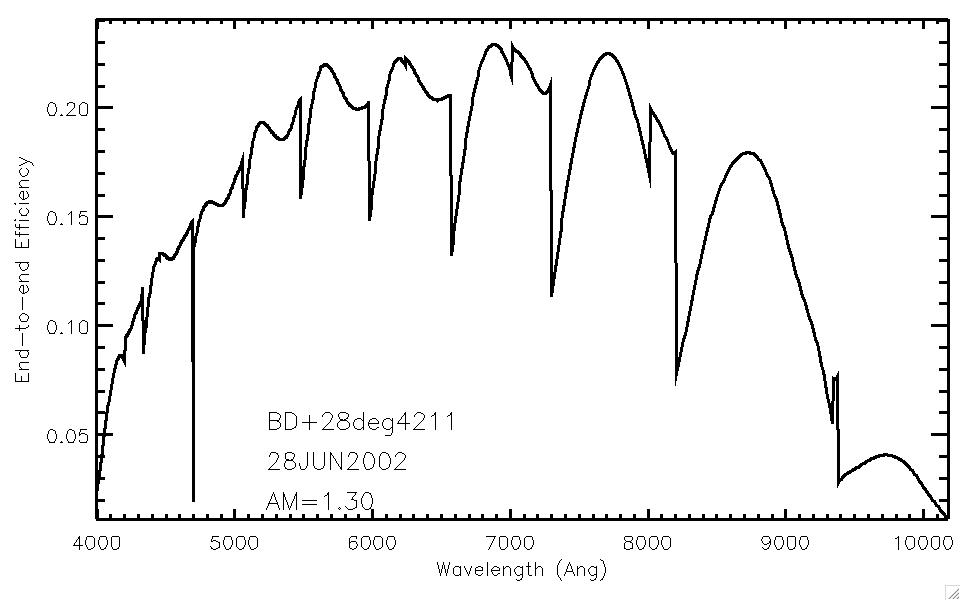 End-to-end Efficiency
0.20
0.15
0.10
0.05
BD+28deg4211
28JUN2002
AM=1.30
4000 5000 6000 7000 8000 9000 10000
Wavelength (Ang)